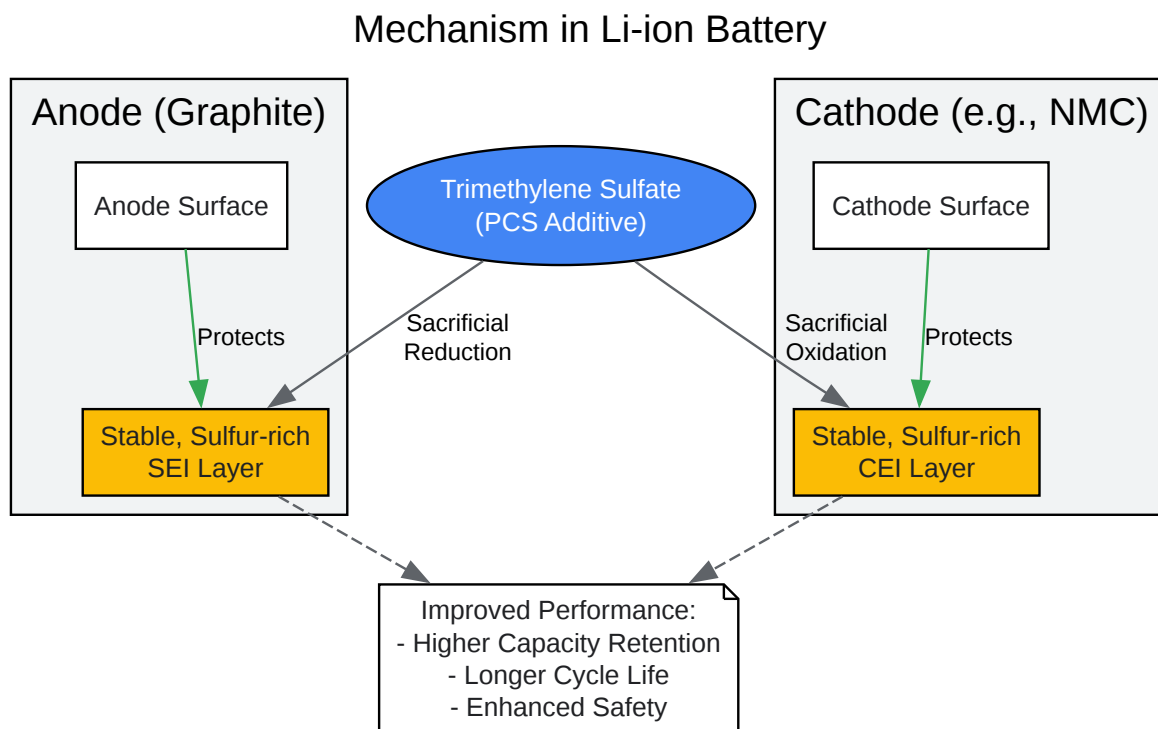 Mechanism in Li-ion Battery
Anode (Graphite)
Anode Surface
Protects
Stable, Sulfur-rich
SEI Layer
Trimethylene Sulfate
(PCS Additive)
Sacrificial
Reduction
Sacrificial
Oxidation
Cathode (e.g., NMC)
Cathode Surface
Protects
Stable, Sulfur-rich
CEI Layer
Improved Performance:
- Higher Capacity Retention
- Longer Cycle Life
- Enhanced Safety